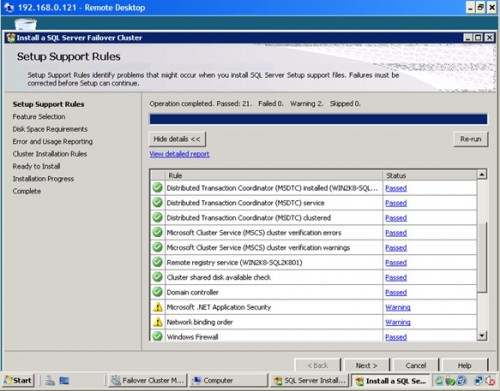 192.168.0.121 - Remote Desktop
Install a SQL Server Failover Cluster
Setup Support Rules
Setup Support Rules identify problems that might occur when you install SQL Server Setup support files. Failures must be
corrected before Setup can continue.
Setup Support Rules
Feature Selection
Disk Space Requirements
Error and Usage Reporting
Cluster Installation Rules
Ready to Install
Installation Progress
Complete
Operation completed. Passed: 21. Failed 0. Warning 2. Skipped 0.
Hide details <<
Re-run
View detailed report
Rule Status
Distributed Transaction Coordinator (MSDTC) installed (WIN2K8-SQL... Passed
Distributed Transaction Coordinator (MSDTC) service Passed
Distributed Transaction Coordinator (MSDTC) clustered Passed
Microsoft Cluster Service (MSCS) cluster verification errors Passed
Microsoft Cluster Service (MSCS) cluster verification warnings Passed
Remote registry service (WIN2K8-SQL2K801) Passed
Cluster shared disk available check Passed
Domain controller Passed
Microsoft .NET Application Security Warning
Network binding order Warning
Windows Firewall Passed
< Back
Next >
Cancel
Help
Start
Failover Cluster M...
Computer
SQL Server Instal...
Install a SQL Se...